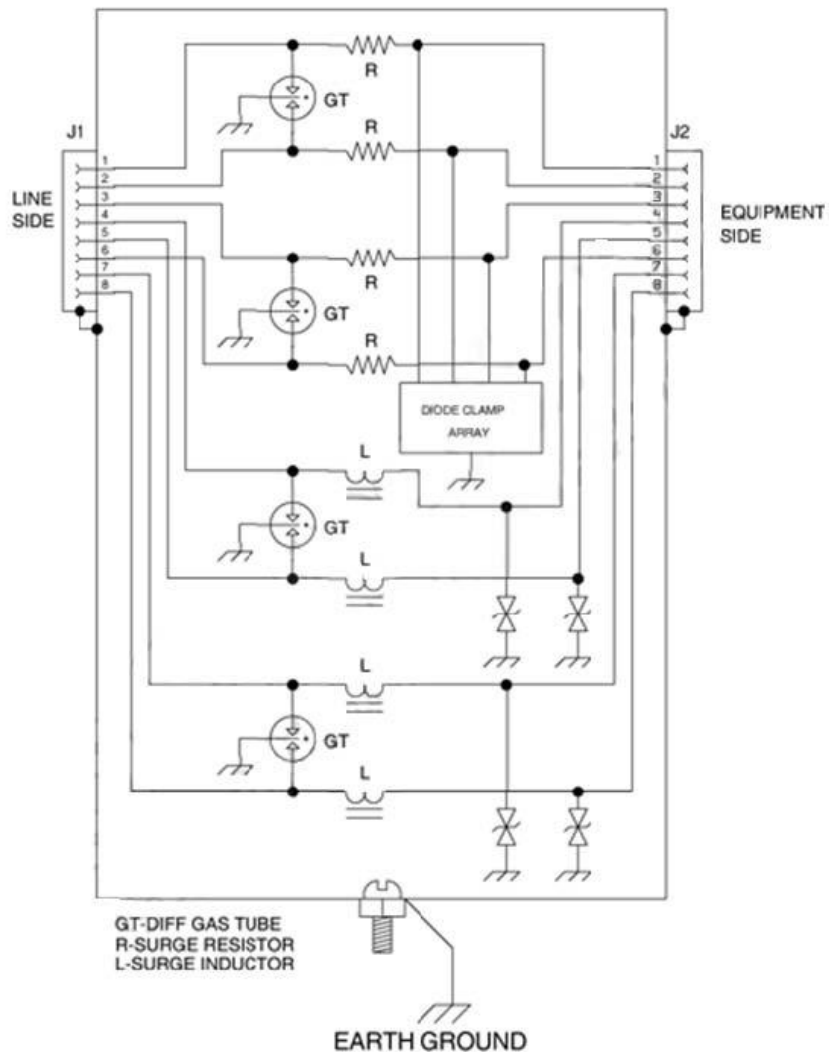 R
GT
J1
J2
R
1
2
3
4
5
6
7
8
1
2
3
4
5
6
7
8
LINE
SIDE
EQUIPMENT
SIDE
R
GT
R
DIODE CLAMP
ARRAY
L
GT
L
L
GT
L
GT-DIFF GAS TUBE
R-SURGE RESISTOR
L-SURGE INDUCTOR
EARTH GROUND